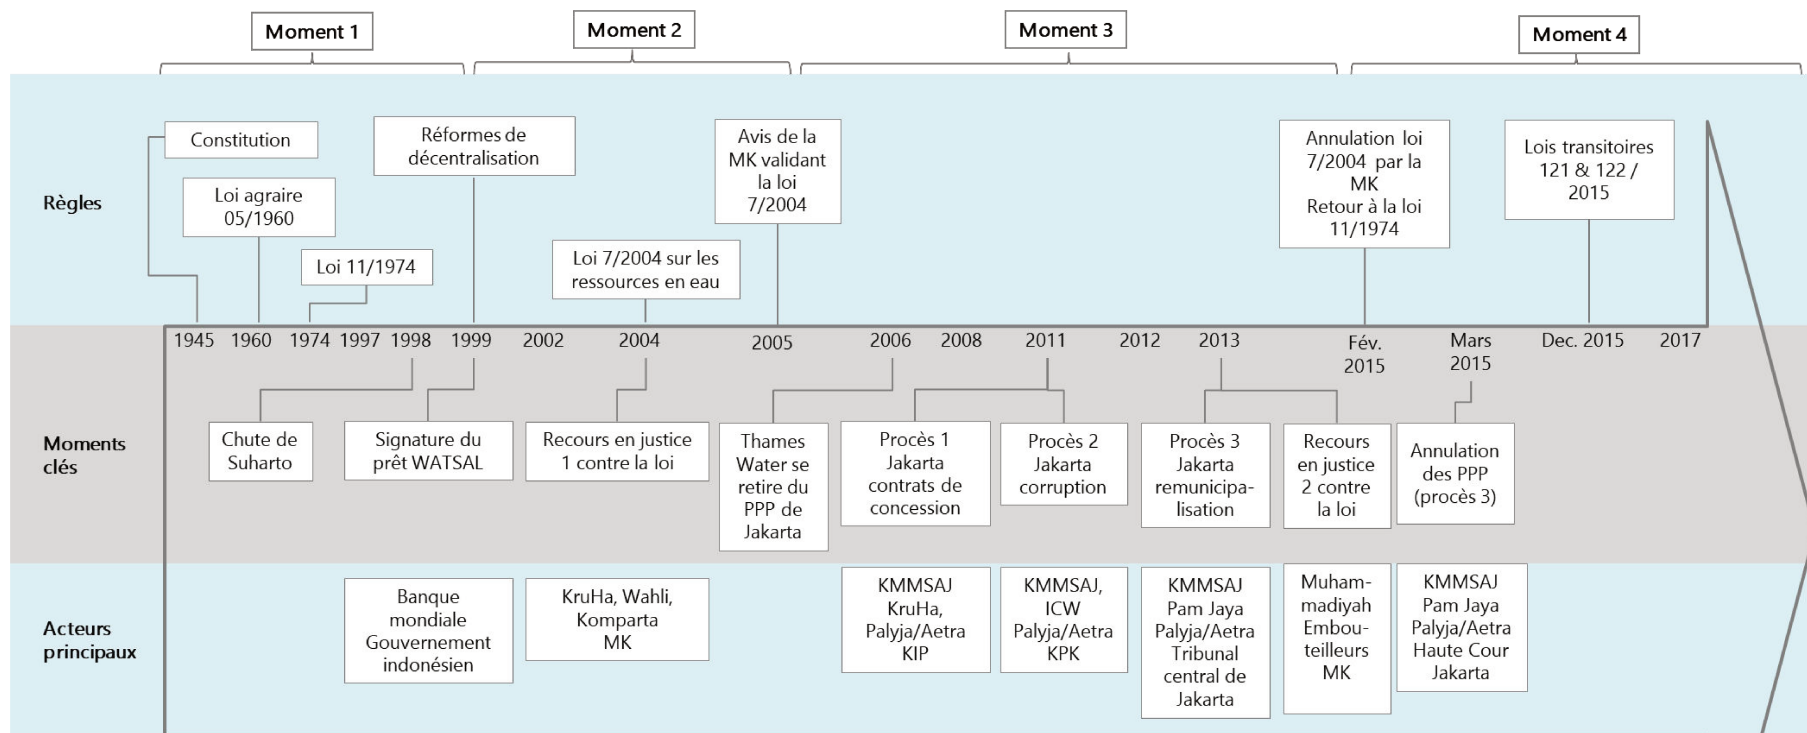 Moment 1
Moment 2
Moment 3
Moment 4
Règles
Constitution
Loi agraire
05/1960
Loi 11/1974
Réformes de
décentralisation
Loi 7/2004 sur les
ressources en eau
Avis de la
MK validant
la loi
7/2004
Annulation loi
7/2004 par la
MK
Retour à la loi
11/1974
Lois transitoires
121 & 122 /
2015
1945
1960
1974
1997
1998
1999
2002
2004
2005
2006
2008
2011
2012
2013
Fév.
2015
Mars
2015
Dec. 2015
2017
Moments
clés
Chute de
Suharto
Signature du
prêt WATSAL
Recours en justice
1 contre la loi
Thames
Water se
retire du
PPP de
Jakarta
Procès 1
Jakarta
contrats de
concession
Procès 2
Jakarta
corruption
Procès 3
Jakarta
remunicipa-
lisation
Recours
en justice
2 contre
la loi
Annulation
des PPP
(procès 3)
Acteurs
principaux
Banque
mondiale
Gouvernement
indonésien
KruHa, Wahli,
Komparta
MK
KMMSAJ
KruHa,
Palyja/Aetra
KIP
KMMSAJ,
ICW
Palyja/Aetra
KPK
KMMSAJ
Pam Jaya
Palyja/Aetra
Tribunal
central de
Jakarta
Muham-
madiyah
Embou-
teilleurs
MK
KMMSAJ
Pam Jaya
Palyja/Aetra
Haute Cour
Jakarta